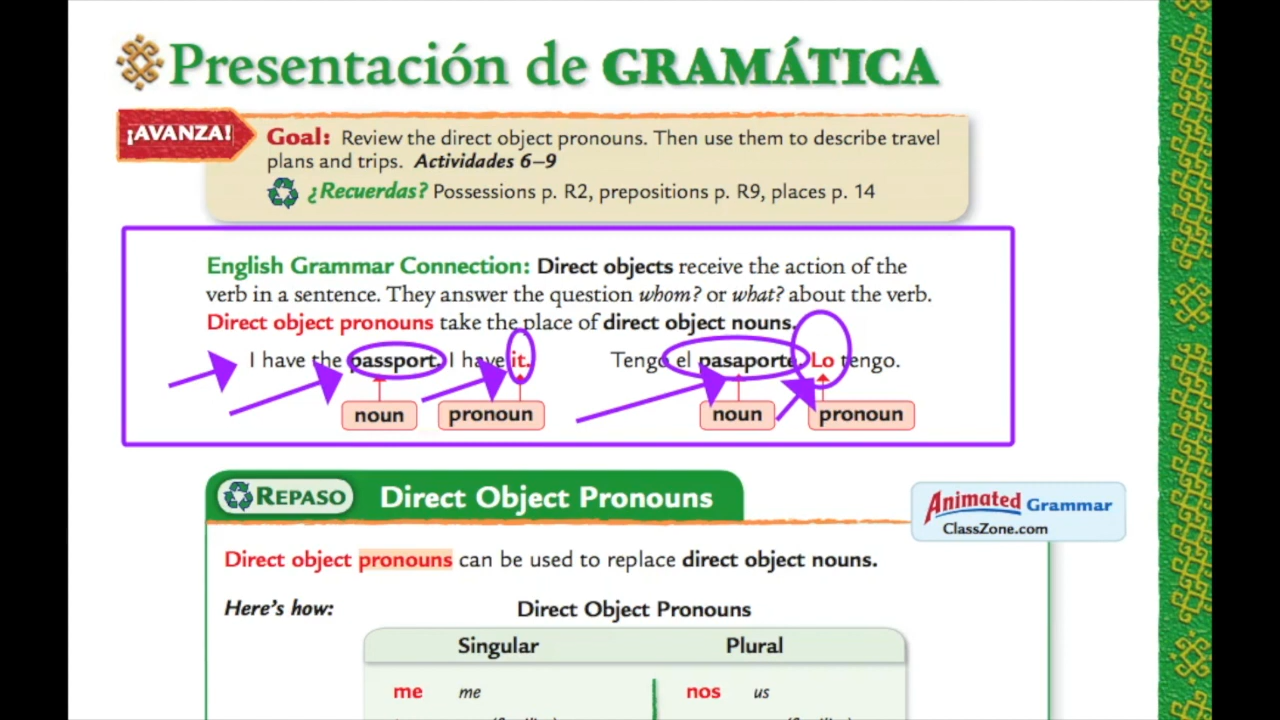 Presentación de GRAMÁTICA
¡AVANZA!
Goal: Review the direct object pronouns. Then use them to describe travel
plans and trips. Actividades 6–9
¿Recuerdas? Possessions p. R2, prepositions p. R9, places p. 14
English Grammar Connection: Direct objects receive the action of the
verb in a sentence. They answer the question whom? or what? about the verb.
Direct object pronouns take the place of direct object nouns.
I have the passport. I have it. Tengo el pasaporte. Lo tengo.
noun pronoun noun pronoun
REPASO Direct Object Pronouns
Animated Grammar
ClassZone.com
Direct object pronouns can be used to replace direct object nouns.
Here's how: Direct Object Pronouns
Singular Plural
me me nos us